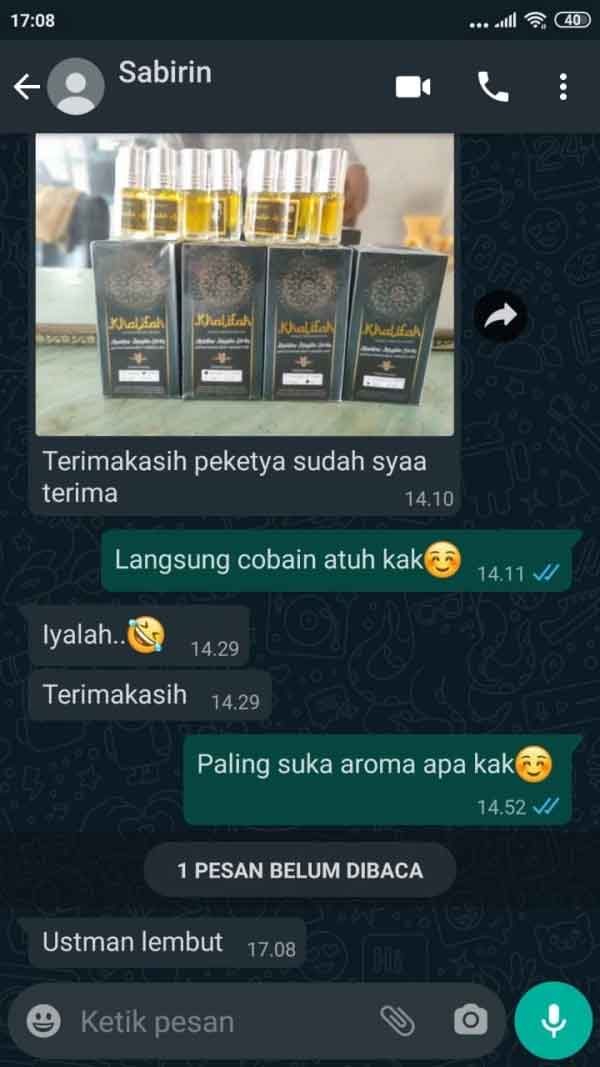 17:08
40
Sabirin
Khalifah Khalifah Khalifah Khalifah
Terimakasih peketya sudah syaa
terima
14.10
Langsung cobain atuh kak☺️
14.11
Iyalah..🤣
14.29
Terimakasih
14.29
Paling suka aroma apa kak☺️
14.52
1 PESAN BELUM DIBACA
Ustman lembut
17.08
Ketik pesan